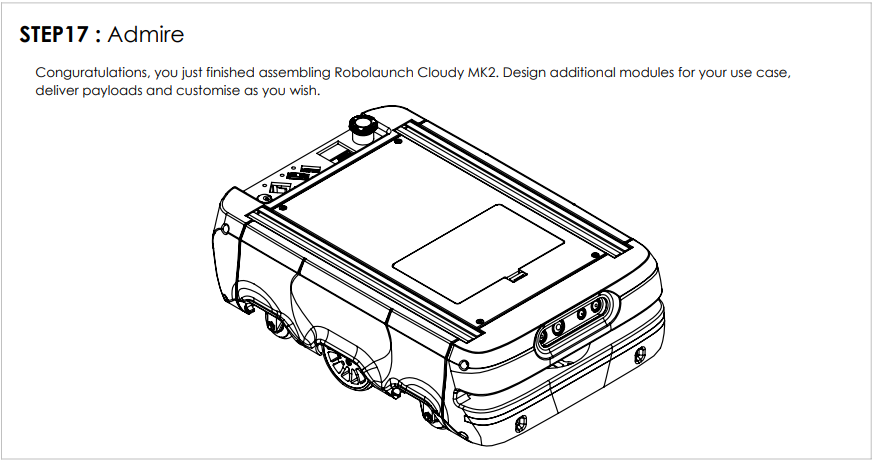 STEP17 : Admire
Conguratulations, you just finished assembling Robolaunch Cloudy MK2. Design additional modules for your use case,
deliver payloads and customise as you wish.